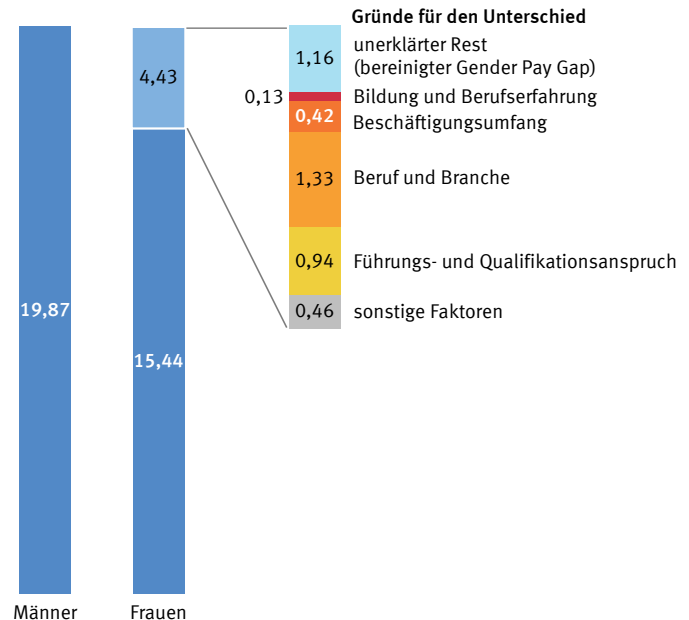 Gründe für den Unterschied
unerklärter Rest
(bereinigter Gender Pay Gap)
1,16
4,43
0,13
Bildung und Berufserfahrung
0,42
Beschäftigungsumfang
1,33
Beruf und Branche
0,94
Führungs- und Qualifikationsanspruch
0,46
sonstige Faktoren
19,87
15,44
Männer
Frauen